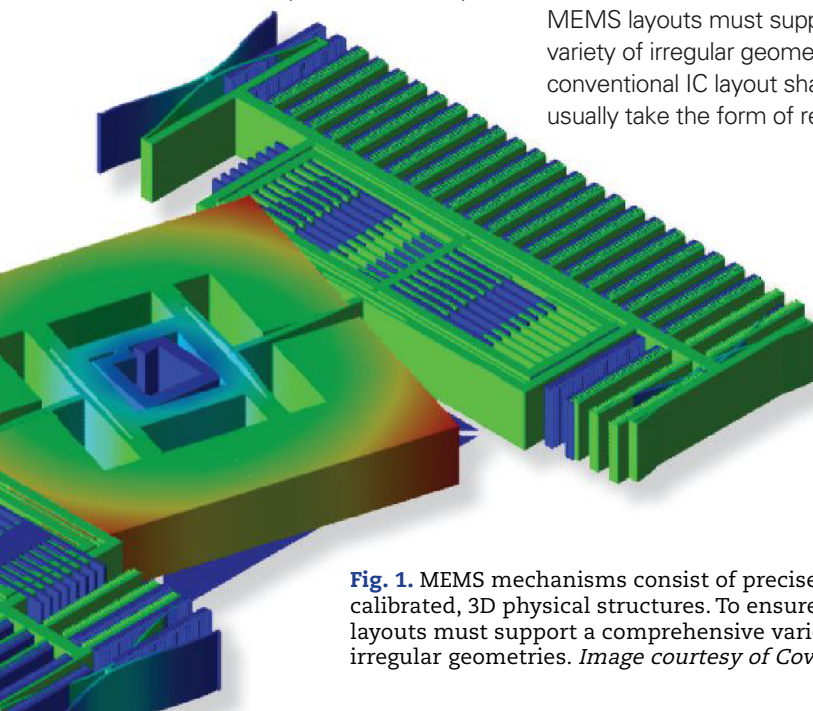 MEMS layouts must supp
variety of irregular geome
conventional IC layout sha
usually take the form of re
Fig. 1. MEMS mechanisms consist of precise
calibrated, 3D physical structures. To ensure
layouts must support a comprehensive varie
irregular geometries. Image courtesy of Cov